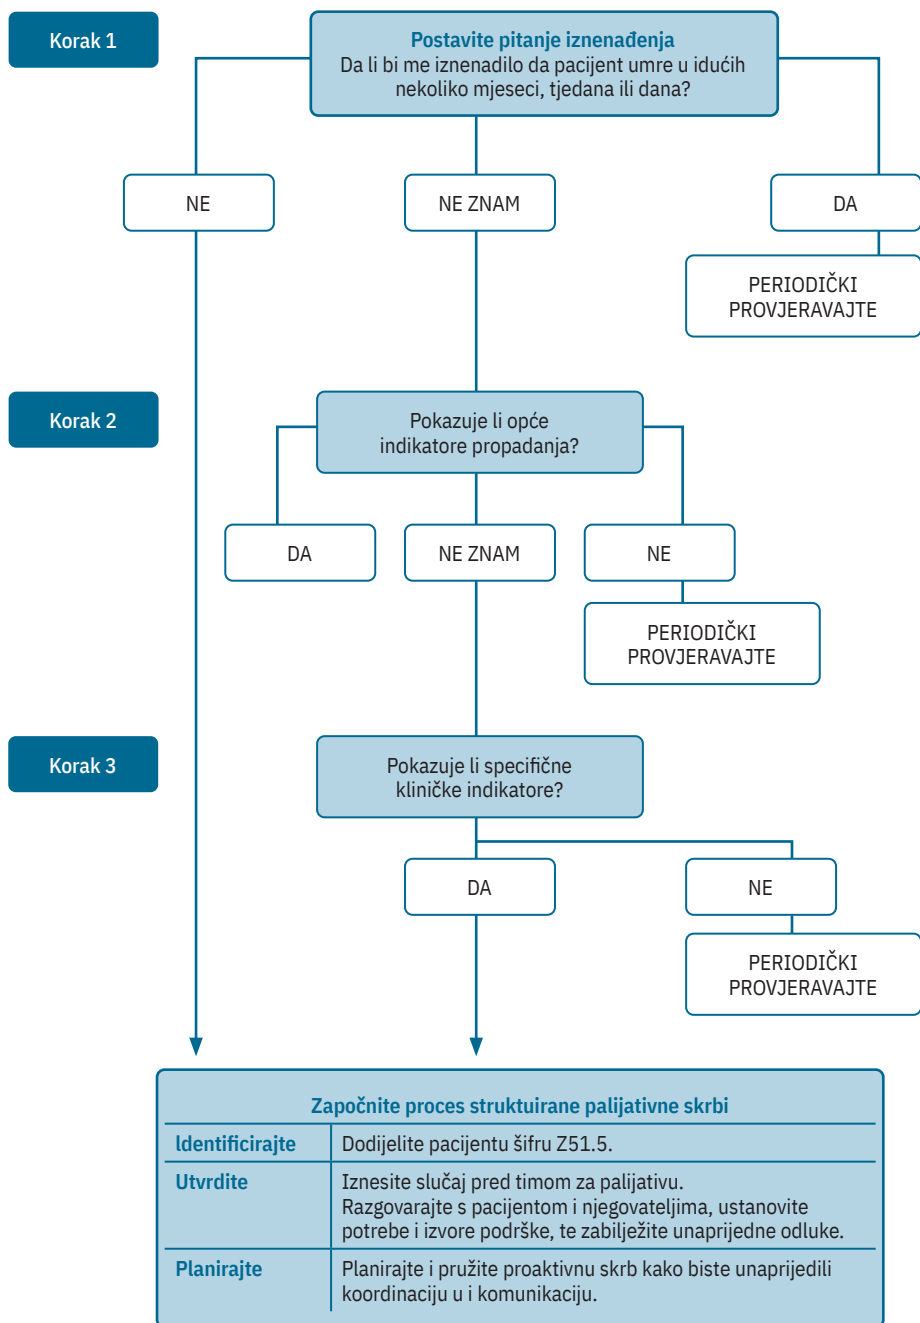 Korak 1
Postavite pitanje iznenađenja
Da li bi me iznenadilo da pacijent umre u idućih
nekoliko mjeseci, tjedana ili dana?
NE
NE ZNAM
DA
PERIODIČKI
PROVJERAVAJTE
Korak 2
Pokazuje li opće
indikatore propadanja?
DA
NE ZNAM
NE
PERIODIČKI
PROVJERAVAJTE
Korak 3
Pokazuje li specifične
kliničke indikatore?
DA
NE
PERIODIČKI
PROVJERAVAJTE
Započnite proces struktuirane palijativne skrbi
Identificirajte
Dodijelite pacijentu šifru Z51.5.
Utvrdite
Iznesite slučaj pred timom za palijativu.
Razgovarajte s pacijentom i njegovateljima, ustanovite
potrebe i izvore podrške, te zabilježite unaprijedne odluke.
Planirajte
Planirajte i pružite proaktivnu skrb kako biste unaprijedili
koordinaciju u i komunikaciju.